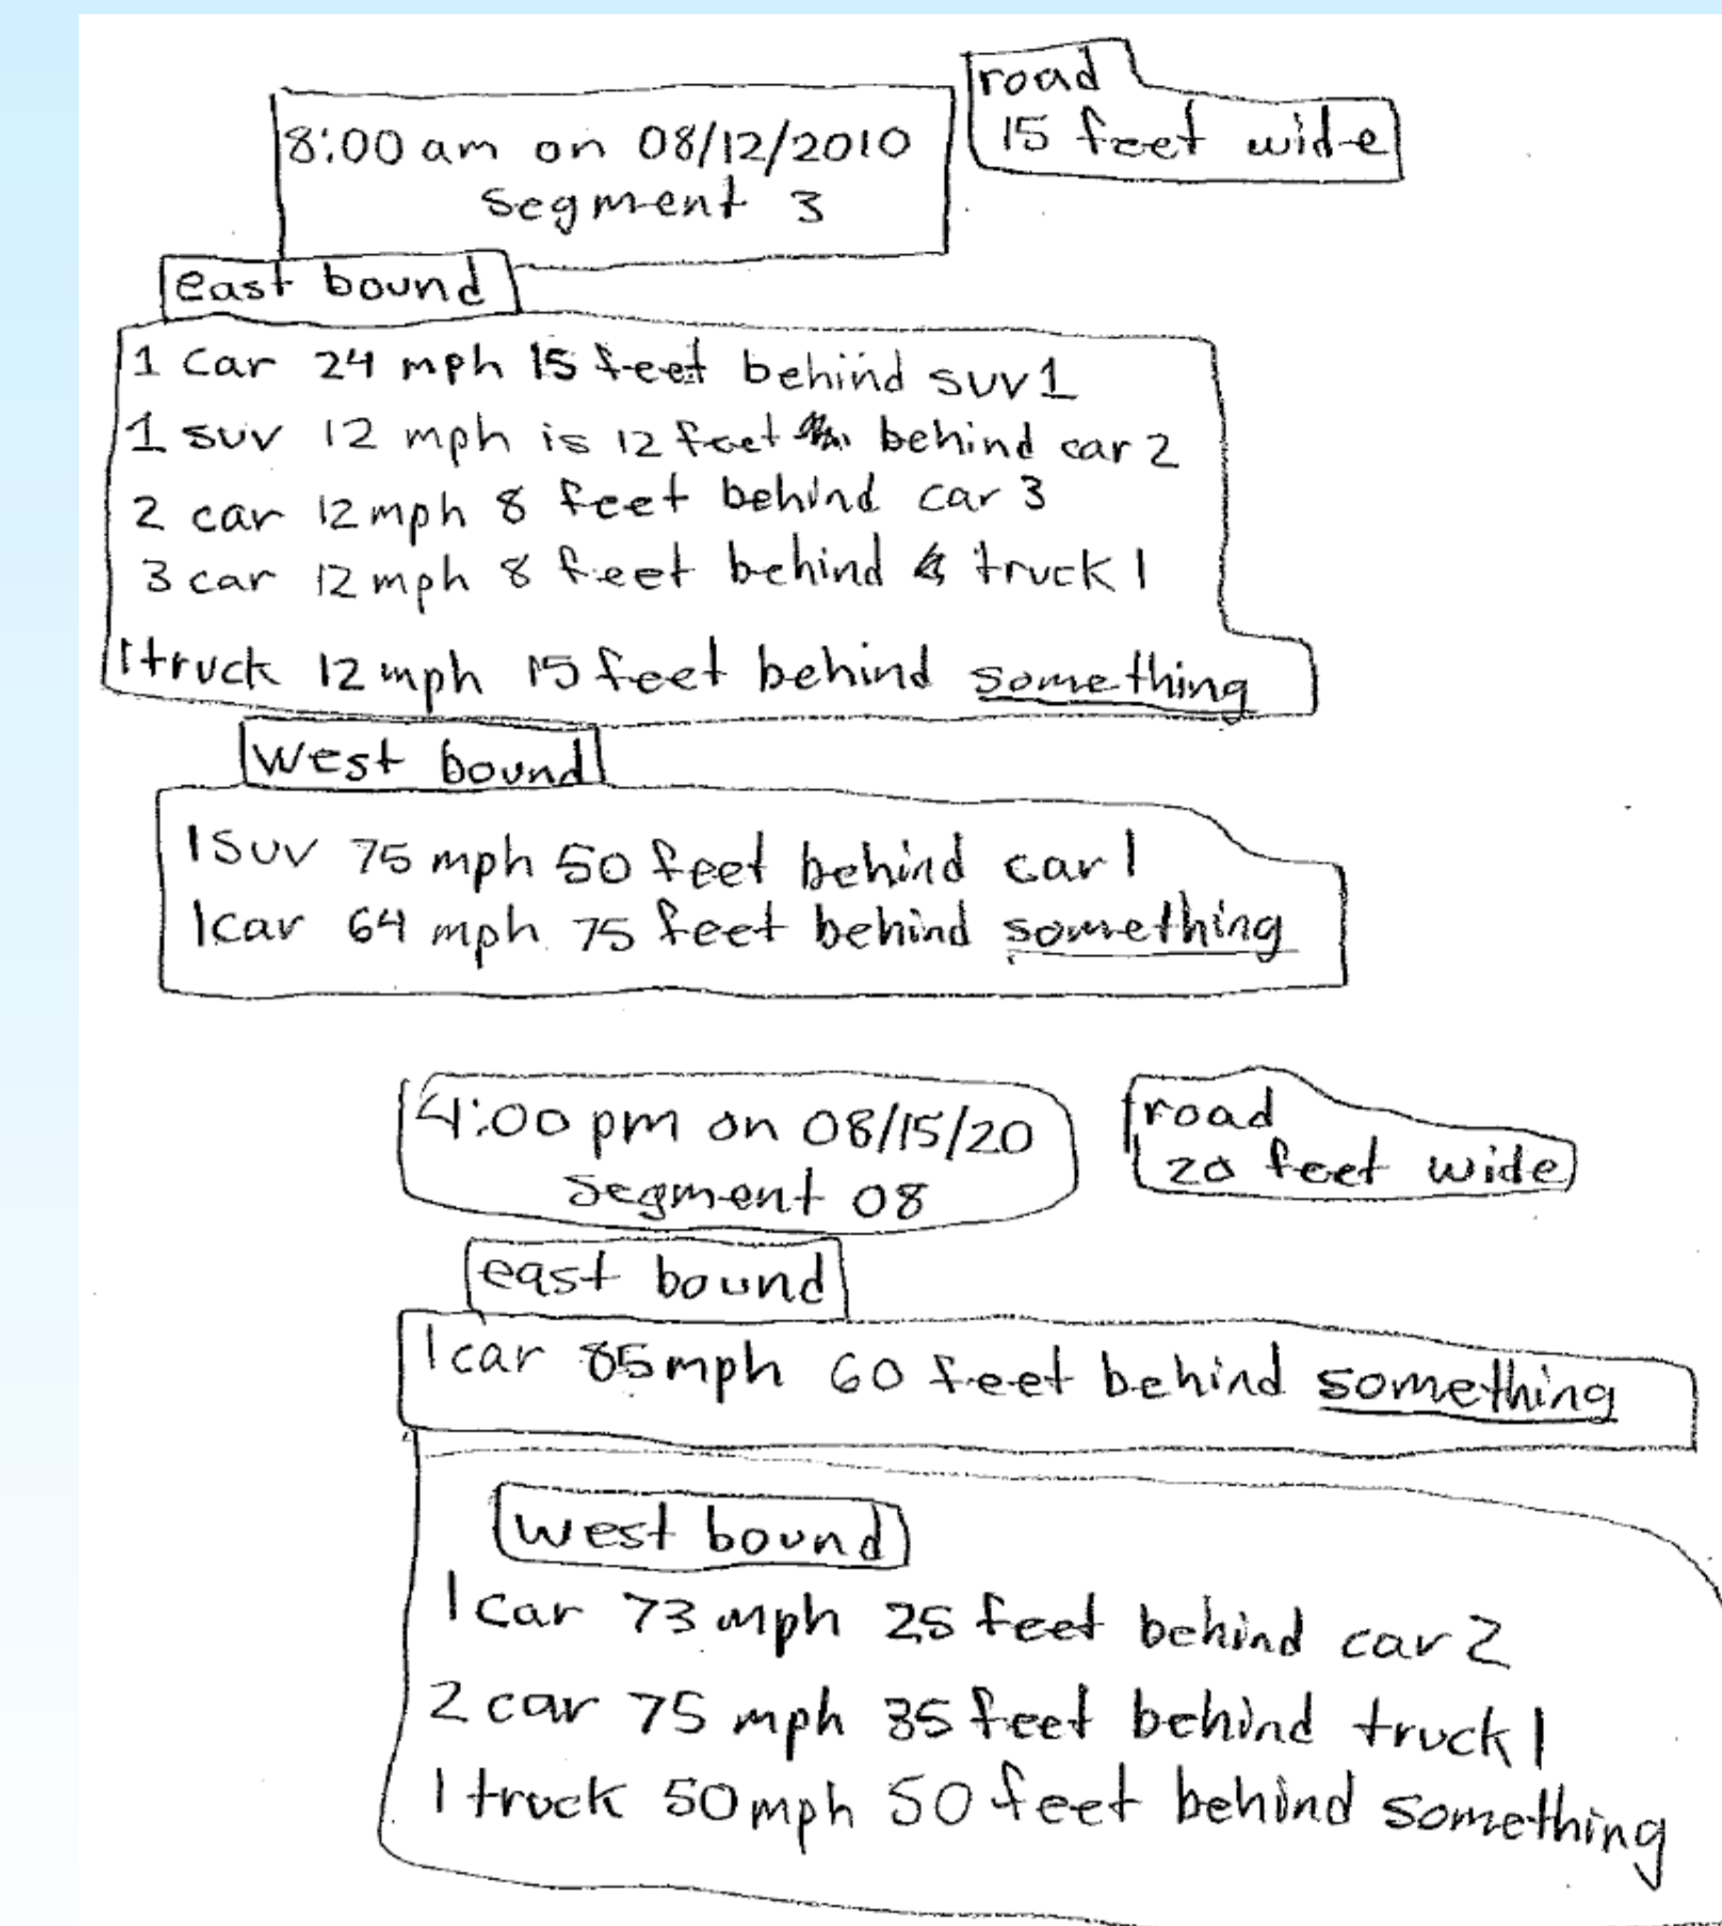 road
15 feet wide
8:00 am on 08/12/2010
segment 3
east bound
1 car 24 mph 15 feet behind suv 1
1 suv 12 mph is 12 feet behind car 2
2 car 12 mph 8 feet behind car 3
3 car 12 mph 8 feet behind truck 1
1 truck 12 mph 15 feet behind something
west bound
1 suv 75 mph 50 feet behind car 1
1 car 64 mph 75 feet behind something
4:00 pm on 08/15/20
segment 08
road
20 feet wide
east bound
1 car 85 mph 60 feet behind something
west bound
1 car 73 mph 25 feet behind car 2
2 car 75 mph 35 feet behind truck 1
1 truck 50 mph 50 feet behind something